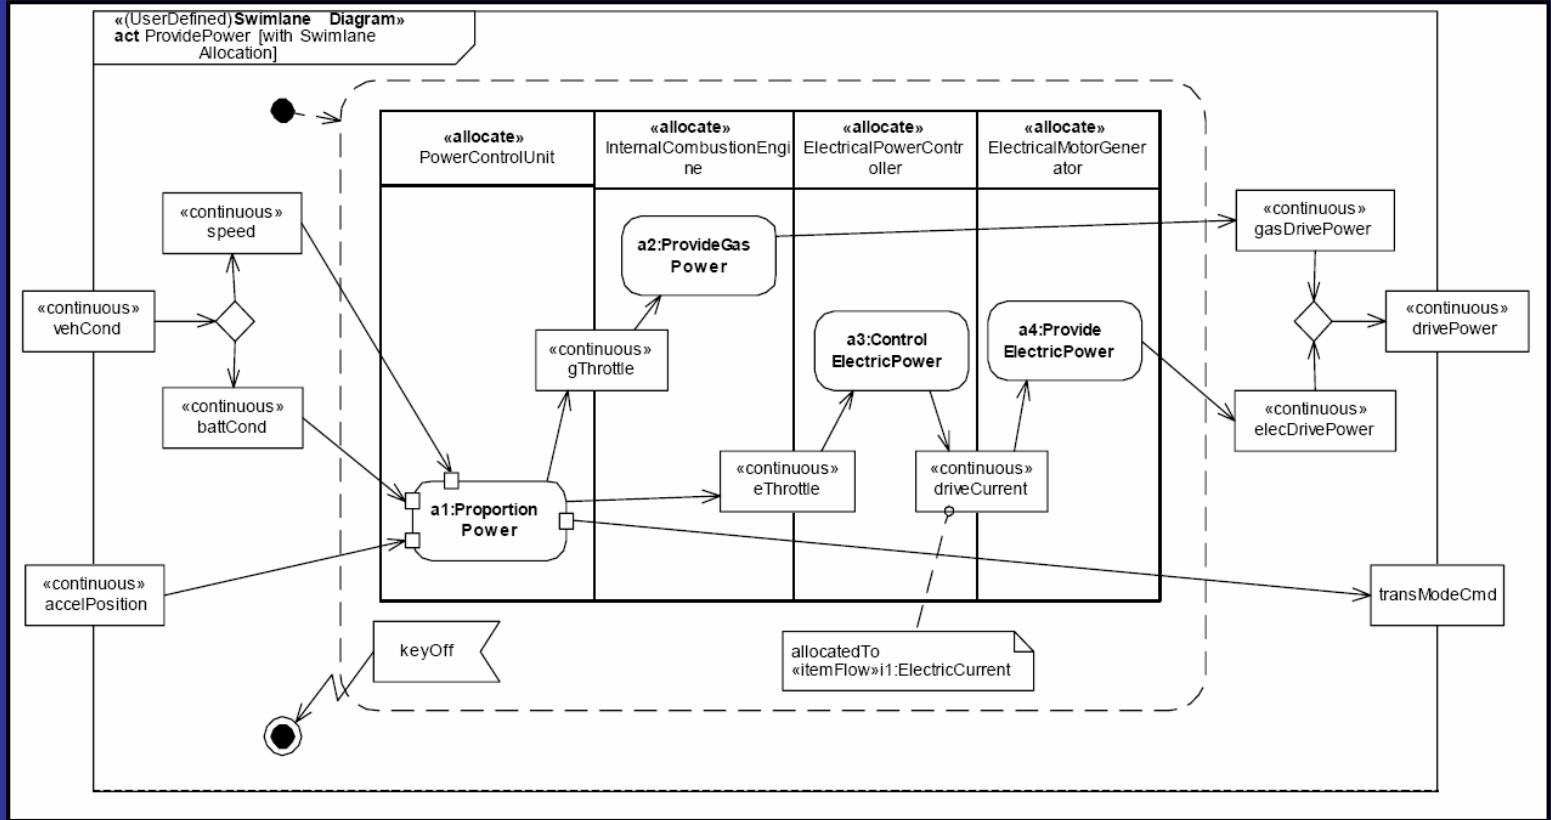 «(UserDefined)Swimlane Diagram»
act ProvidePower [with Swimlane
Allocation]
«allocate»
PowerControlUnit
«allocate»
InternalCombustionEngi
ne
«allocate»
ElectricalPowerContr
oller
«allocate»
ElectricalMotorGener
ator
«continuous»
speed
«continuous»
vehCond
«continuous»
battCond
«continuous»
accelPosition
a1:Proportion
Power
«continuous»
gThrottle
a2:ProvideGas
Power
«continuous»
eThrottle
a3:Control
ElectricPower
«continuous»
driveCurrent
a4:Provide
ElectricPower
«continuous»
gasDrivePower
«continuous»
drivePower
«continuous»
elecDrivePower
transModeCmd
keyOff
allocatedTo
«itemFlow»i1:ElectricCurrent